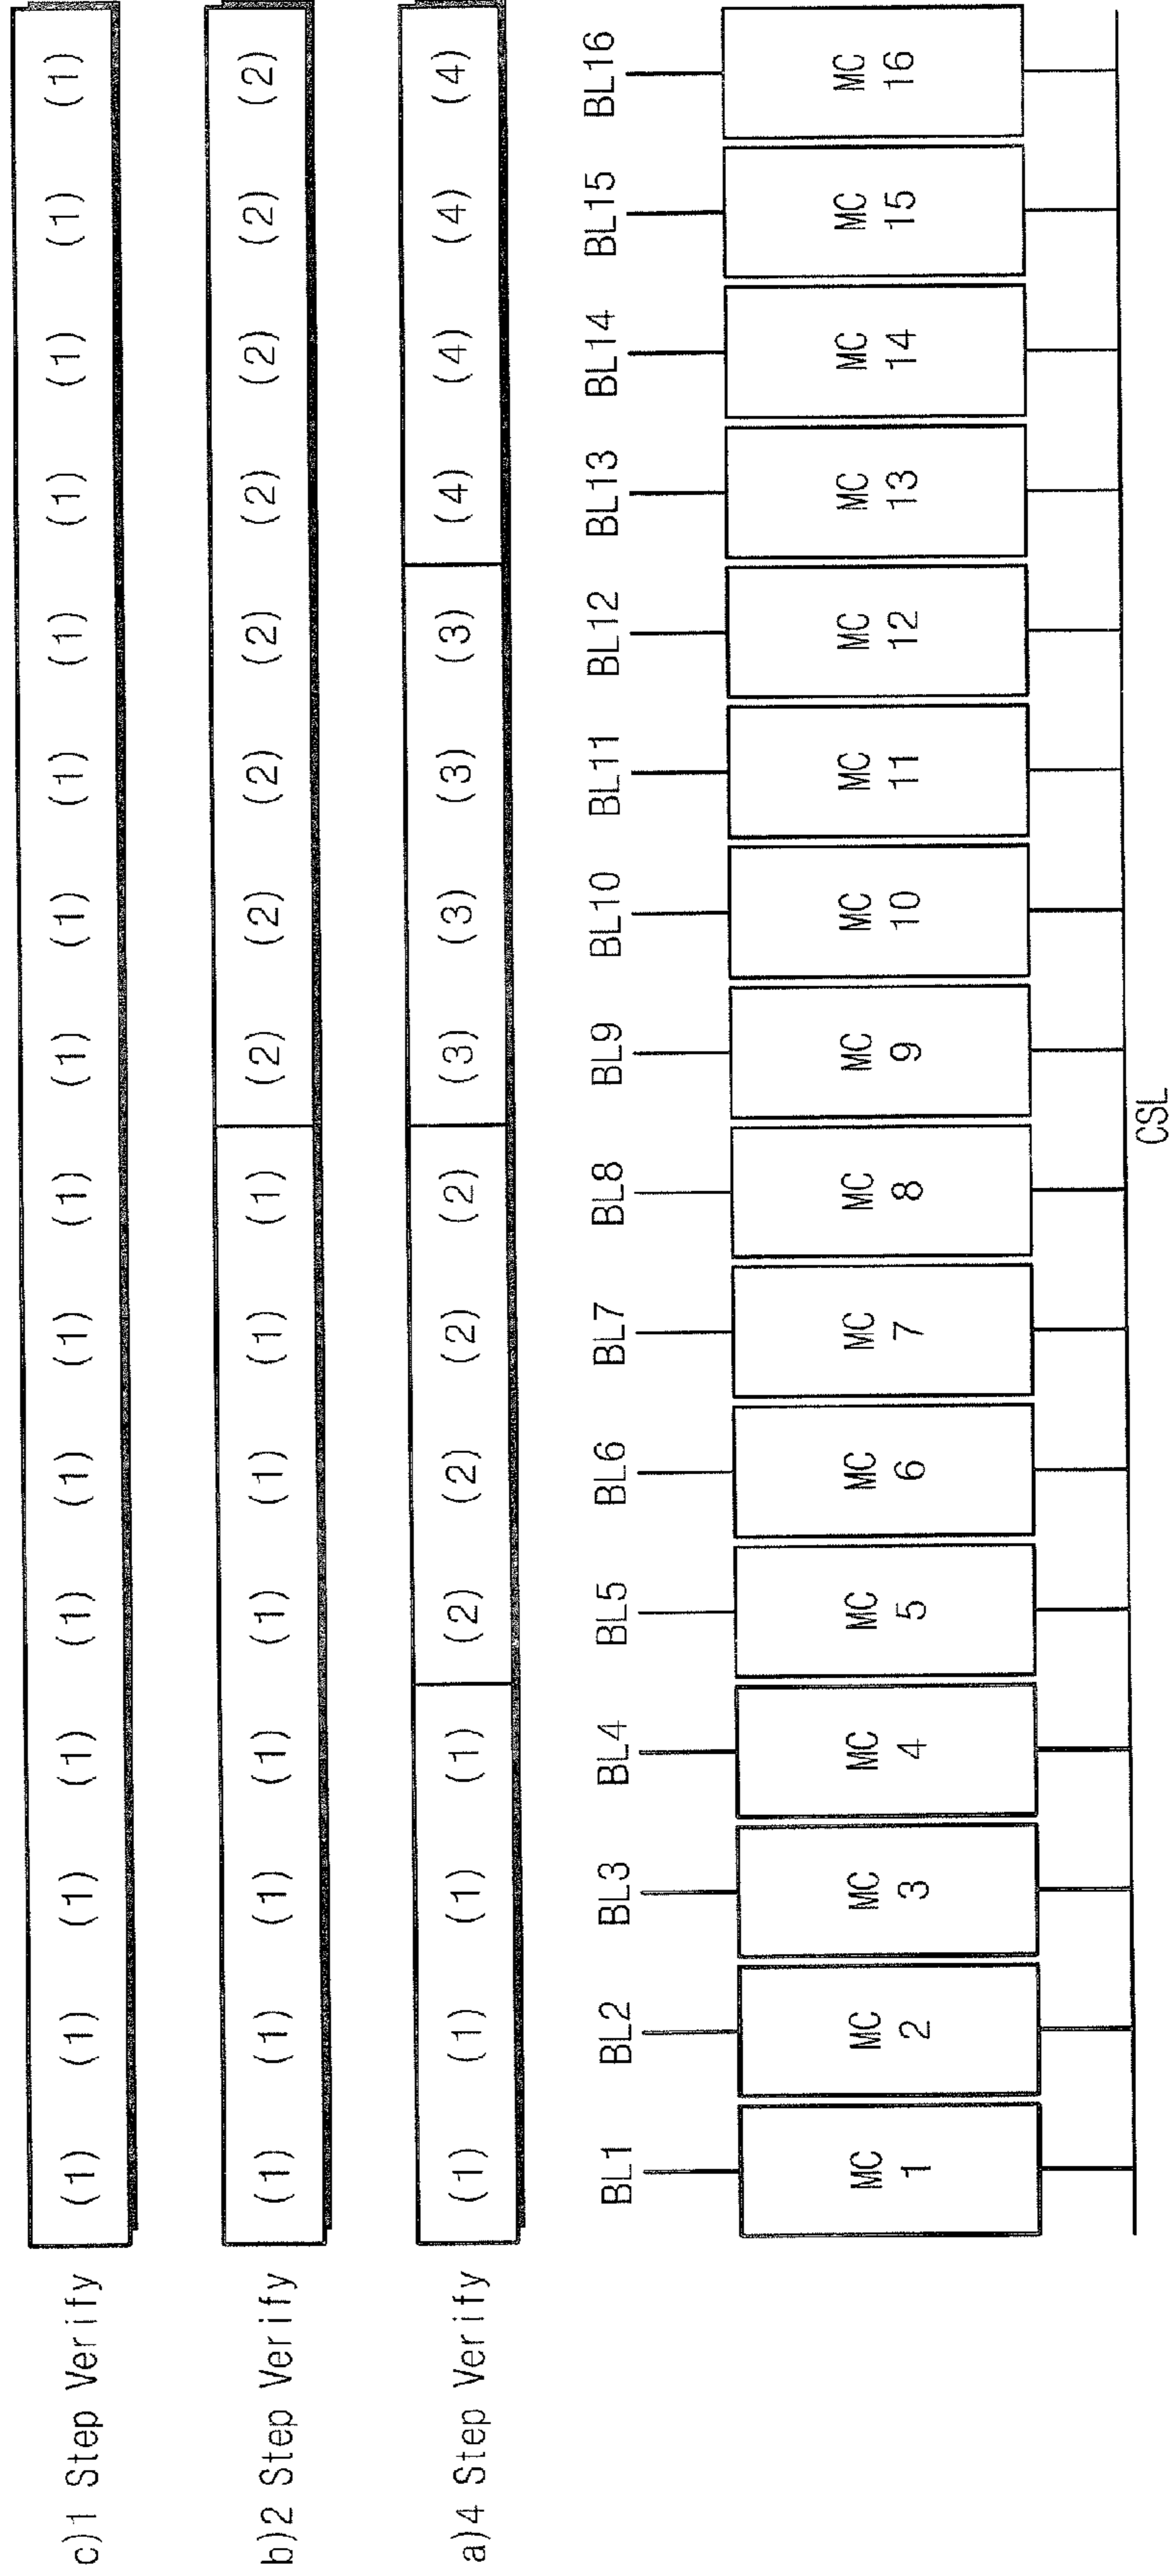 c)1 Step Verify (1) (1) (1) (1) (1) (1) (1) (1) (1) (1) (1) (1) (1) (1) (1) (1)
b)2 Step Verify (1) (1) (1) (1) (1) (1) (1) (1) (2) (2) (2) (2) (2) (2) (2) (2)
a)4 Step Verify (1) (1) (1) (1) (2) (2) (2) (2) (3) (3) (3) (3) (4) (4) (4) (4)
BL1 BL2 BL3 BL4 BL5 BL6 BL7 BL8 BL9 BL10 BL11 BL12 BL13 BL14 BL15 BL16
MC MC MC MC MC MC MC MC MC MC MC MC MC MC MC MC
1 2 3 4 5 6 7 8 9 10 11 12 13 14 15 16
CSL